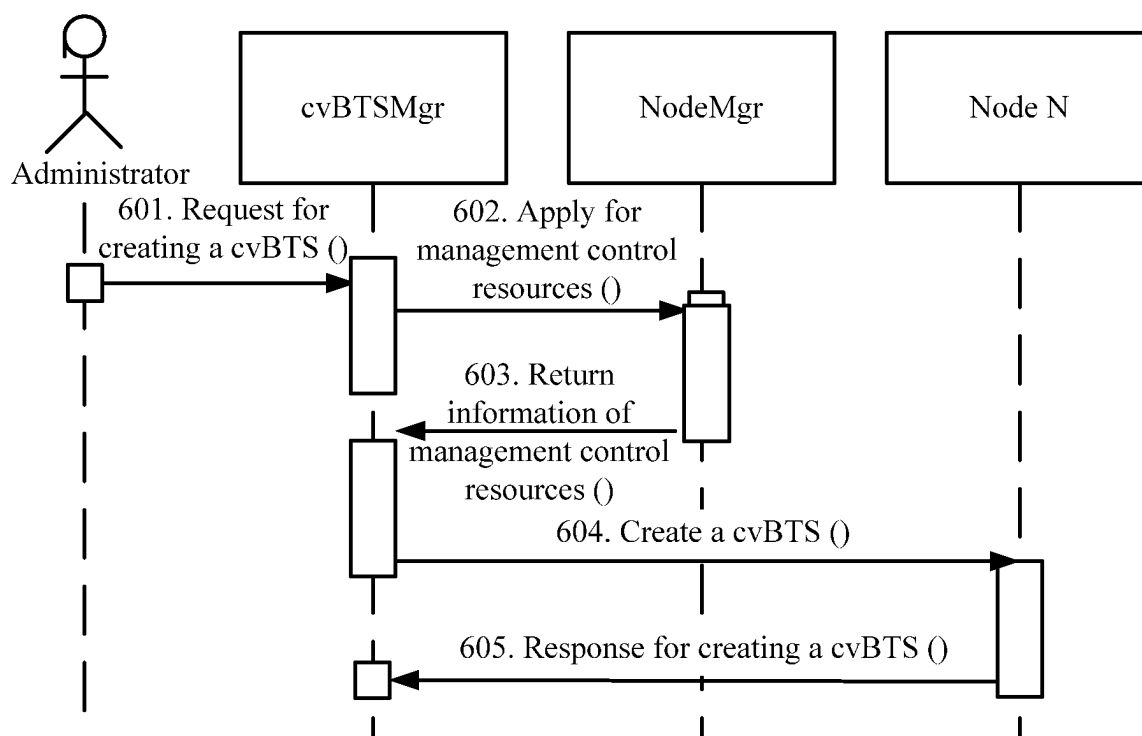 cvBTSMgr
NodeMgr
Node N
Administrator
601. Request for
creating a cvBTS ()
602. Apply for
management control
resources ()
603. Return
information of
management control
resources ()
604. Create a cvBTS ()
605. Response for creating a cvBTS ()